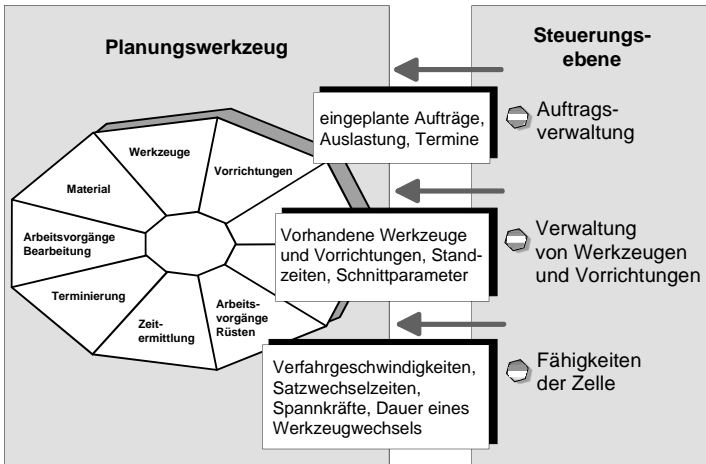 Planungswerkzeug
Steuerungs-
ebene
eingeplante Aufträge,
Auslastung, Termine
Auftrags-
verwaltung
Werkzeuge
Vorrichtungen
Material
Arbeitsvorgänge
Bearbeitung
Terminierung
Zeit-
ermittlung
Arbeits-
vorgänge
Rüsten
Vorhandene Werkzeuge
und Vorrichtungen, Stand-
zeiten, Schnittparameter
Verwaltung
von Werkzeugen
und Vorrichtungen
Verfahrgeschwindigkeiten,
Satzwechselzeiten,
Spannkräfte, Dauer eines
Werkzeugwechsels
Fähigkeiten
der Zelle